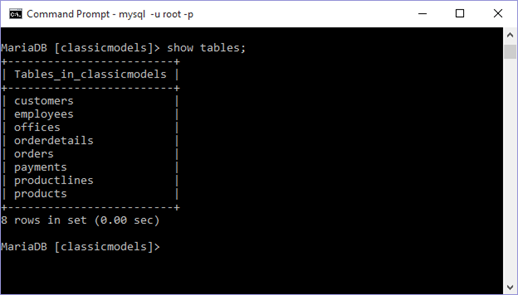 Command Prompt - mysql -u root -p
MariaDB [classicmodels]> show tables;
+-------------------------+
| Tables_in_classicmodels |
+-------------------------+
| customers               |
| employees               |
| offices                 |
| orderdetails            |
| orders                  |
| payments                |
| productlines            |
| products                |
+-------------------------+
8 rows in set (0.00 sec)
MariaDB [classicmodels]>